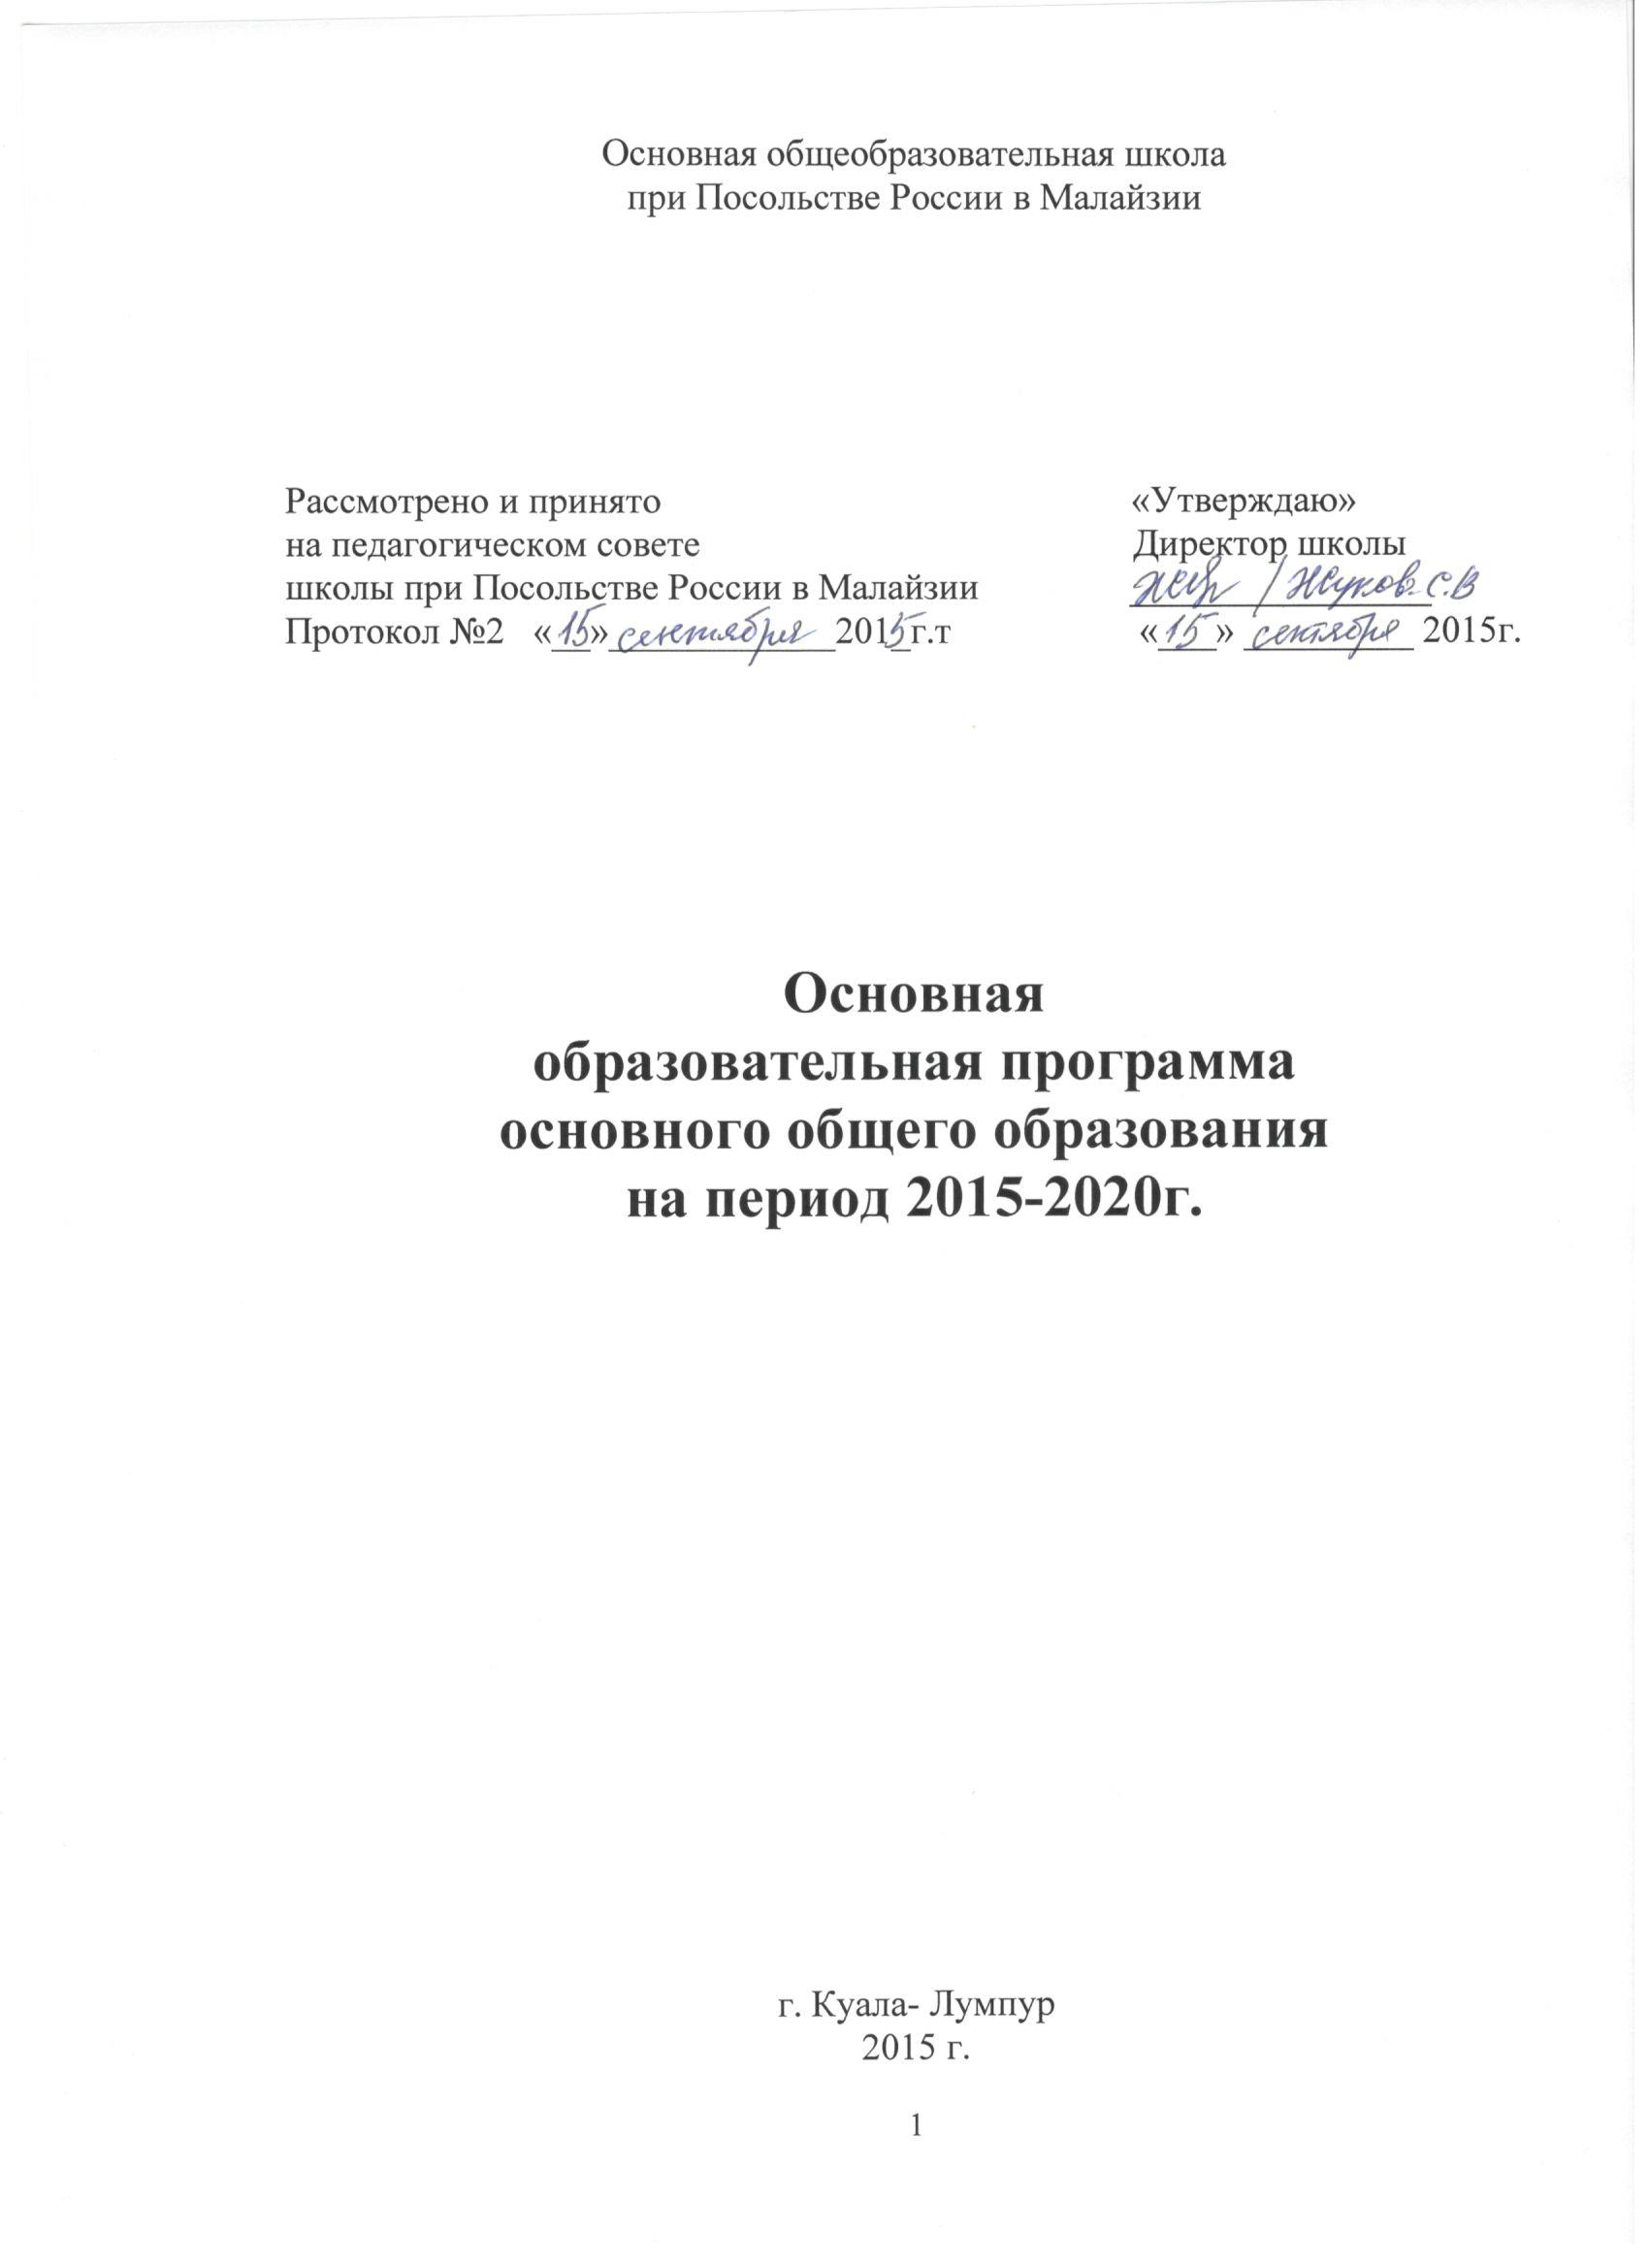 Основная общеобразовательная школа
при Посольстве России в Малайзии
Рассмотрено и принято
на педагогическом совете
школы при Посольстве России в Малайзии
Протокол №2 «15» сентября 2015г.т
«Утверждаю»
Директор школы
/ Жуков С.В
«15» сентября 2015г.
Основная
образовательная программа
основного общего образования
на период 2015-2020г.
г. Куала- Лумпур
2015 г.
1